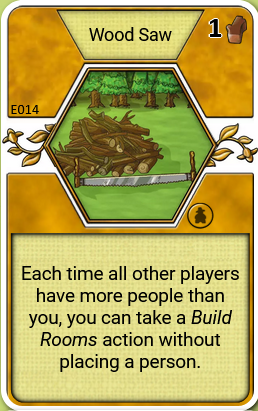 Wood Saw
1
E014
Each time all other players
have more people than
you, you can take a Build
Rooms action without
placing a person.